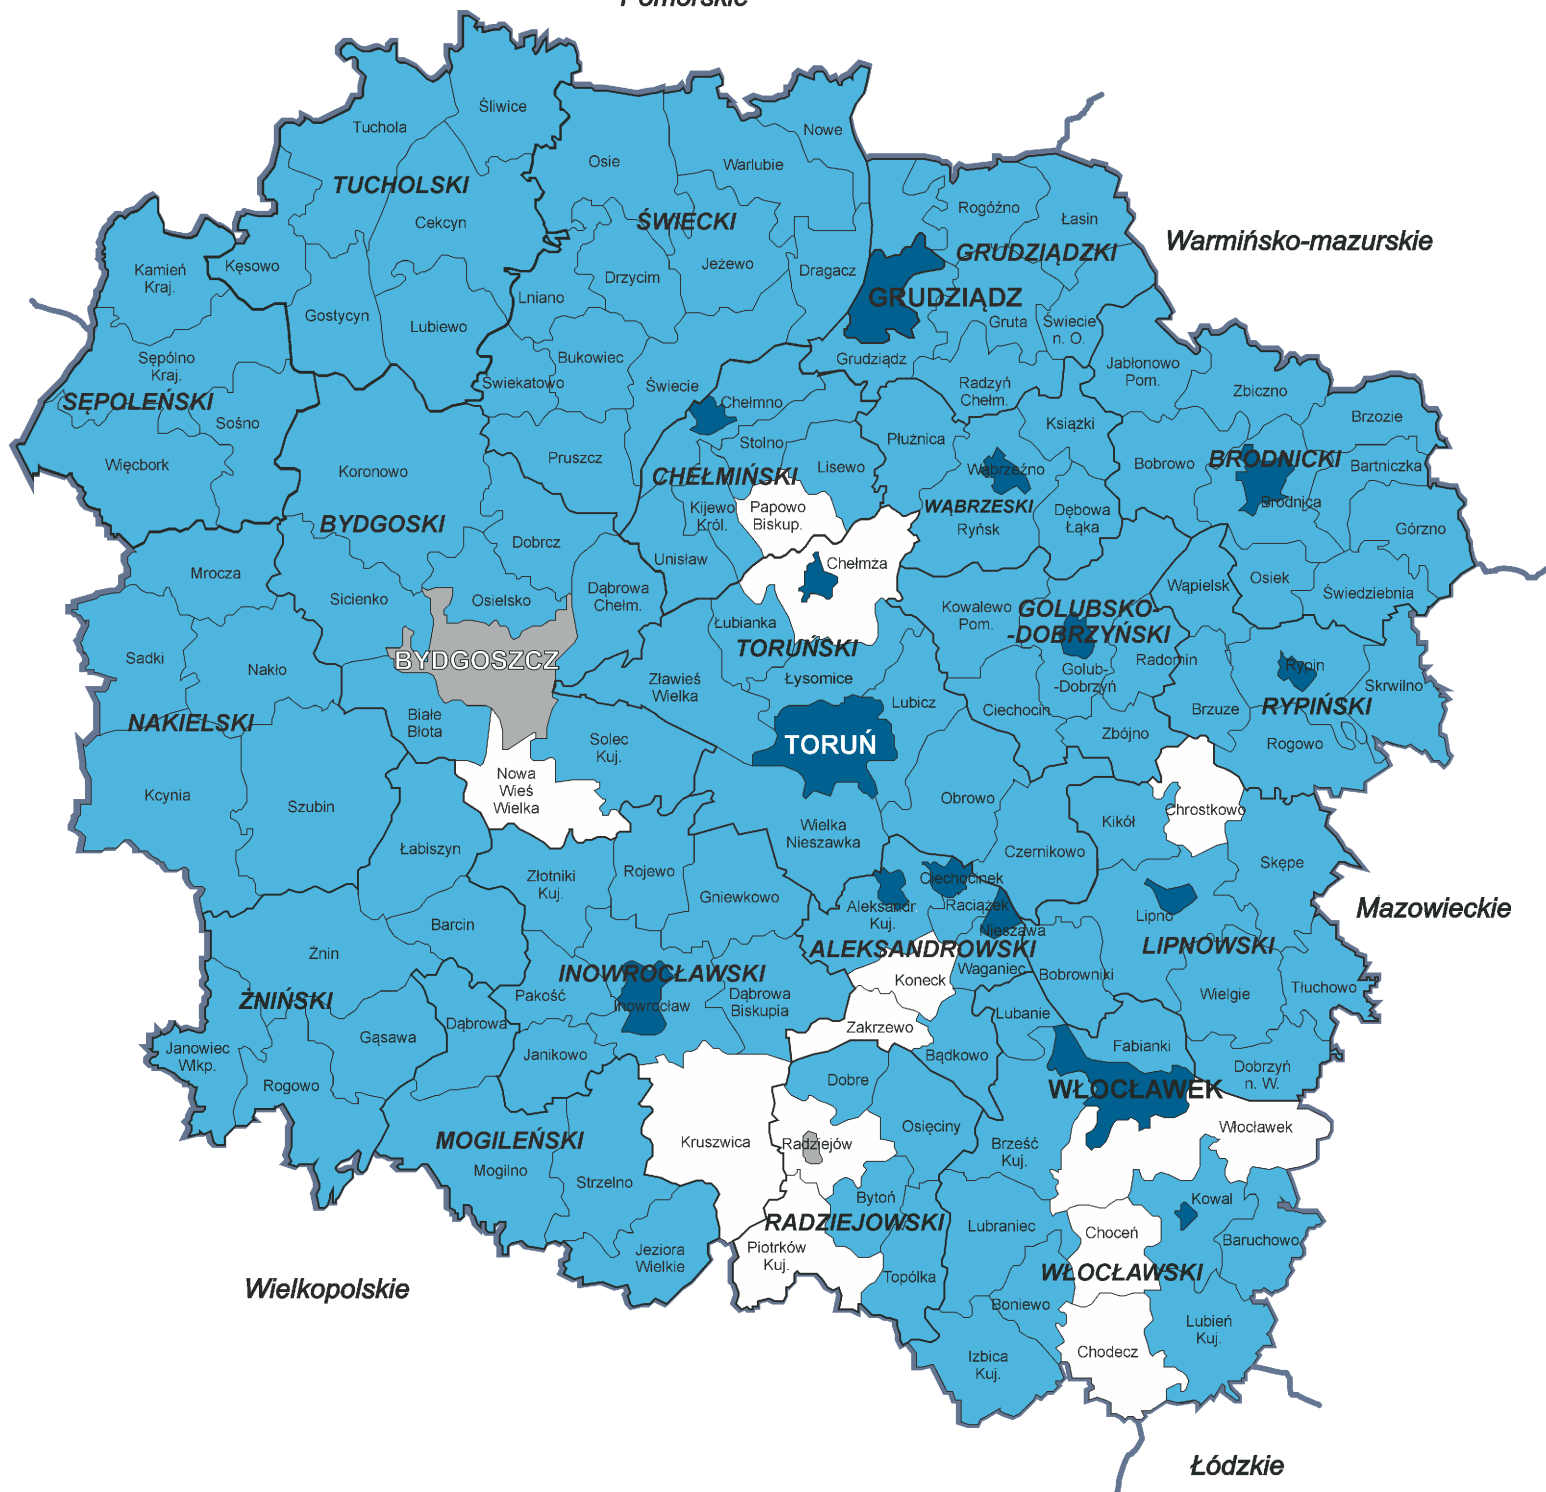 Pomorskie
Śliwice
Tuchola
Nowe
Osie
Warlubie
TUCHOLSKI
Cekcyn
ŚWIECKI
Rogóźno
Łasin
Warmińsko-mazurskie
GRUDZIĄDZKI
Kamień
Kraj.
Kęsowo
Drzycim
Jeżewo
Dragacz
Lniano
GRUDZIĄDZ
Gostycyn
Lubiewo
Gruta
Świecie
n. O.
Sępólno
Kraj.
Bukowiec
Grudziądz
Jabłonowo
Pom.
Świekatowo
Świecie
Radzyń
Chełm.
Zbiczno
SĘPOLEŃSKI
Chełmno
Sośno
Książki
Brzozie
Stolno
Płużnica
Więcbork
Koronowo
Pruszcz
CHEŁMIŃSKI
Lisewo
Wąbrzeźno
Bobrowo
BRODNICKI
Bartniczka
Brodnica
Kijewo
Król.
Papowo
Biskup.
WĄBRZESKI
Ryńsk
Dębowa
Łąka
Górzno
BYDGOSKI
Dobrcz
Unisław
Chełmża
Mrocza
Dąbrowa
Chełm.
Wąpielsk
Osiek
Świedziebnia
Sicienko
Osielsko
Łubianka
Kowalewo
Pom.
GOLUBSKO-
-DOBRZYŃSKI
TORUŃSKI
Sadki
Nakło
BYDGOSZCZ
Radomin
Rypin
Golub-
-Dobrzyń
Skrwilno
Zławieś
Wielka
Łysomice
Lubicz
Ciechocin
Brzuze
RYPIŃSKI
NAKIELSKI
Białe
Błota
Zbójno
Rogowo
Solec
Kuj.
TORUŃ
Nowa
Wieś
Wielka
Kcynia
Szubin
Obrowo
Chrostkowo
Kikół
Wielka
Nieszawka
Łabiszyn
Czernikowo
Skępe
Złotniki
Kuj.
Rojewo
Gniewkowo
Ciechocinek
Aleksandr.
Kuj.
Raciążek
Lipno
Mazowieckie
Barcin
Nieszawa
Żnin
ALEKSANDROWSKI
LIPNOWSKI
INOWROCŁAWSKI
Koneck
Waganiec
Bobrowniki
Tłuchowo
ŻNIŃSKI
Pakość
Inowrocław
Dąbrowa
Biskupia
Wielgie
Lubanie
Dąbrowa
Zakrzewo
Gąsawa
Janowiec
Wlkp.
Janikowo
Bądkowo
Fabianki
Dobrzyń
n. W.
Rogowo
Dobre
WŁOCŁAWEK
Osięciny
Włocławek
MOGILEŃSKI
Mogilno
Kruszwica
Radziejów
Brześć
Kuj.
Strzelno
Bytoń
Kowal
RADZIEJOWSKI
Lubraniec
Choceń
Baruchowo
Jeziora
Wielkie
Piotrków
Kuj.
Topólka
WŁOCŁAWSKI
Wielkopolskie
Boniewo
Lubień
Kuj.
Izbica
Kuj.
Chodecz
Łódzkie